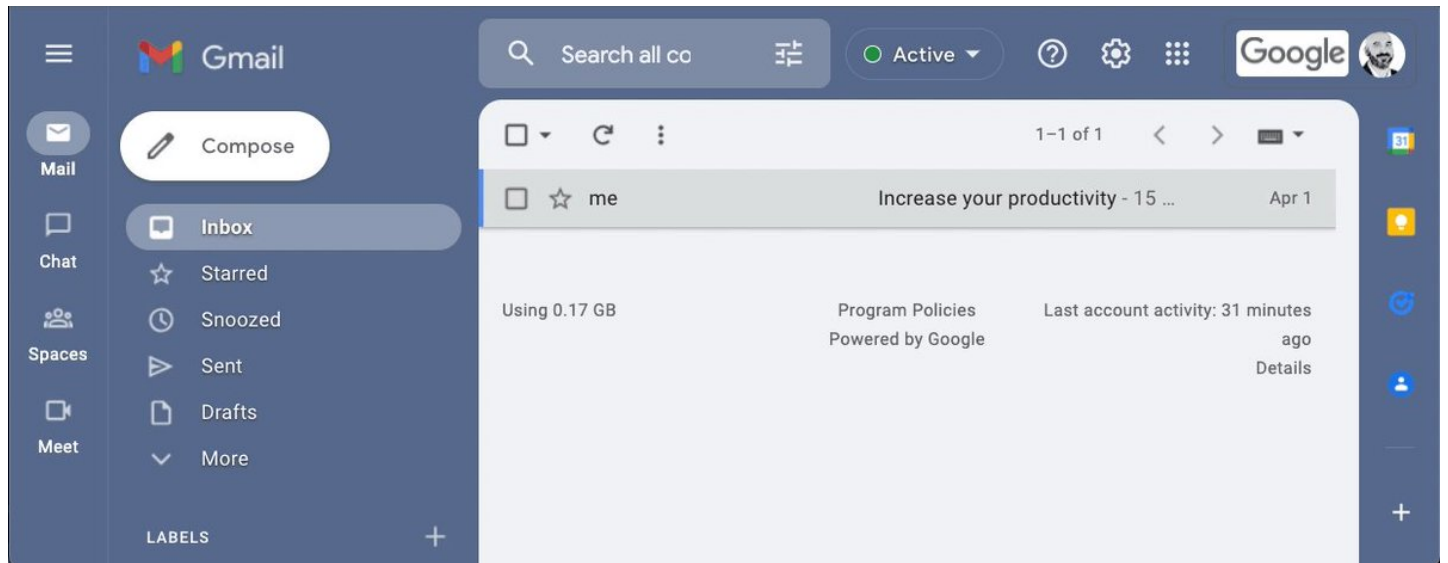 Gmail
Search all co
Active
Google
Mail
Compose
1–1 of 1
me Increase your productivity - 15 ... Apr 1
Inbox
Chat
Starred
Snoozed
Using 0.17 GB
Program Policies
Powered by Google
Last account activity: 31 minutes
ago
Details
Spaces
Sent
Drafts
Meet
More
LABELS
31